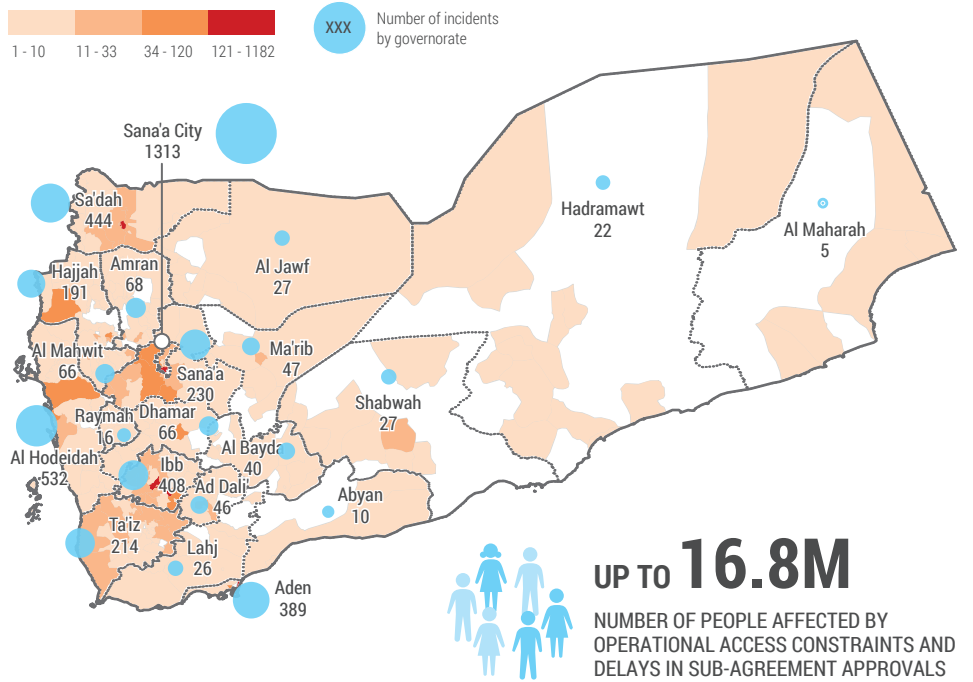 1 - 10
11 - 33
34 - 120
121 - 1182
XXX
Number of incidents
by governorate
Sana'a City
1313
Sa'dah
444
Hadramawt
22
Al Maharah
5
Hajjah
191
Amran
68
Al Jawf
27
Al Mahwit
66
Ma'rib
47
Sana'a
230
Shabwah
27
Raymah
16
Dhamar
66
Al Bayda
40
Al Hodeidah
532
Ibb
408
Ad Dali'
46
Abyan
10
Ta'iz
214
Lahj
26
Aden
389
UP TO 16.8M
NUMBER OF PEOPLE AFFECTED BY
OPERATIONAL ACCESS CONSTRAINTS AND
DELAYS IN SUB-AGREEMENT APPROVALS